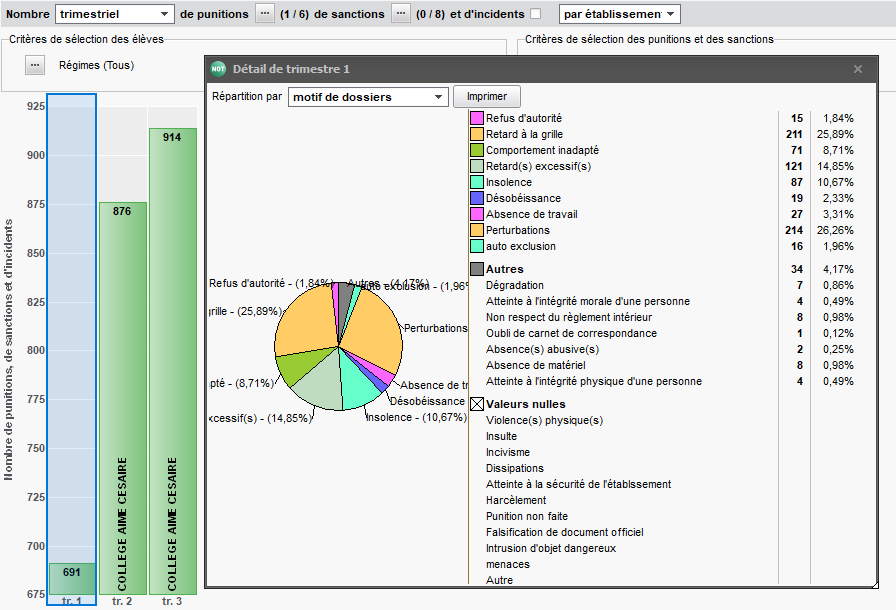 Nombre trimestriel de punitions ... (1 / 6) de sanctions ... (0 / 8) et d'incidents par établissemen
Critères de sélection des élèves
Critères de sélection des punitions et des sanctions
... Régimes (Tous)
NOT Détail de trimestre 1
Répartition par motif de dossiers Imprimer
Nombre de punitions, de sanctions et d'incidents
925
900
875
850
825
800
775
750
725
700
675
691
876
914
COLLEGE AIME CESAIRE
COLLEGE AIME CESAIRE
tr. 1
tr. 2
tr. 3
Refus d'autorité - (1,84%)
Autres - (4,17%)
auto exclusion - (1,96%
rille - (25,89%)
Perturbations
pté - (8,71%)
Absence de tr
Désobéissance
xcessif(s) - (14,85%)
Insolence - (10,67%)
Refus d'autorité 15 1,84%
Retard à la grille 211 25,89%
Comportement inadapté 71 8,71%
Retard(s) excessif(s) 121 14,85%
Insolence 87 10,67%
Désobéissance 19 2,33%
Absence de travail 27 3,31%
Perturbations 214 26,26%
auto exclusion 16 1,96%
Autres 34 4,17%
Dégradation 7 0,86%
Atteinte à l'intégrité morale d'une personne 4 0,49%
Non respect du règlement intérieur 8 0,98%
Oubli de carnet de correspondance 1 0,12%
Absence(s) abusive(s) 2 0,25%
Absence de matériel 8 0,98%
Atteinte à l'intégrité physique d'une personne 4 0,49%
Valeurs nulles
Violence(s) physique(s)
Insulte
Incivisme
Dissipations
Atteinte à la sécurité de l'établssement
Harcèlement
Punition non faite
Falsification de document officiel
Intrusion d'objet dangereux
menaces
Autre